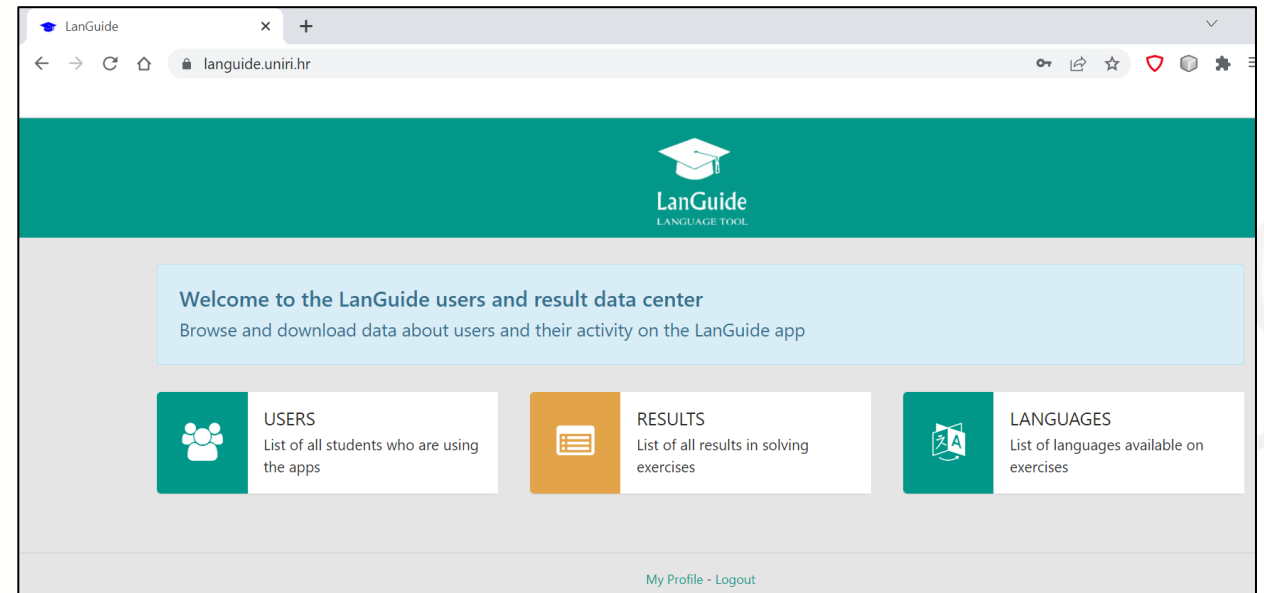 LanGuide
languide.uniri.hr
LanGuide
LANGUAGE TOOL
Welcome to the LanGuide users and result data center
Browse and download data about users and their activity on the LanGuide app
USERS
List of all students who are using
the apps
RESULTS
List of all results in solving
exercises
LANGUAGES
List of languages available on
exercises
My Profile - Logout